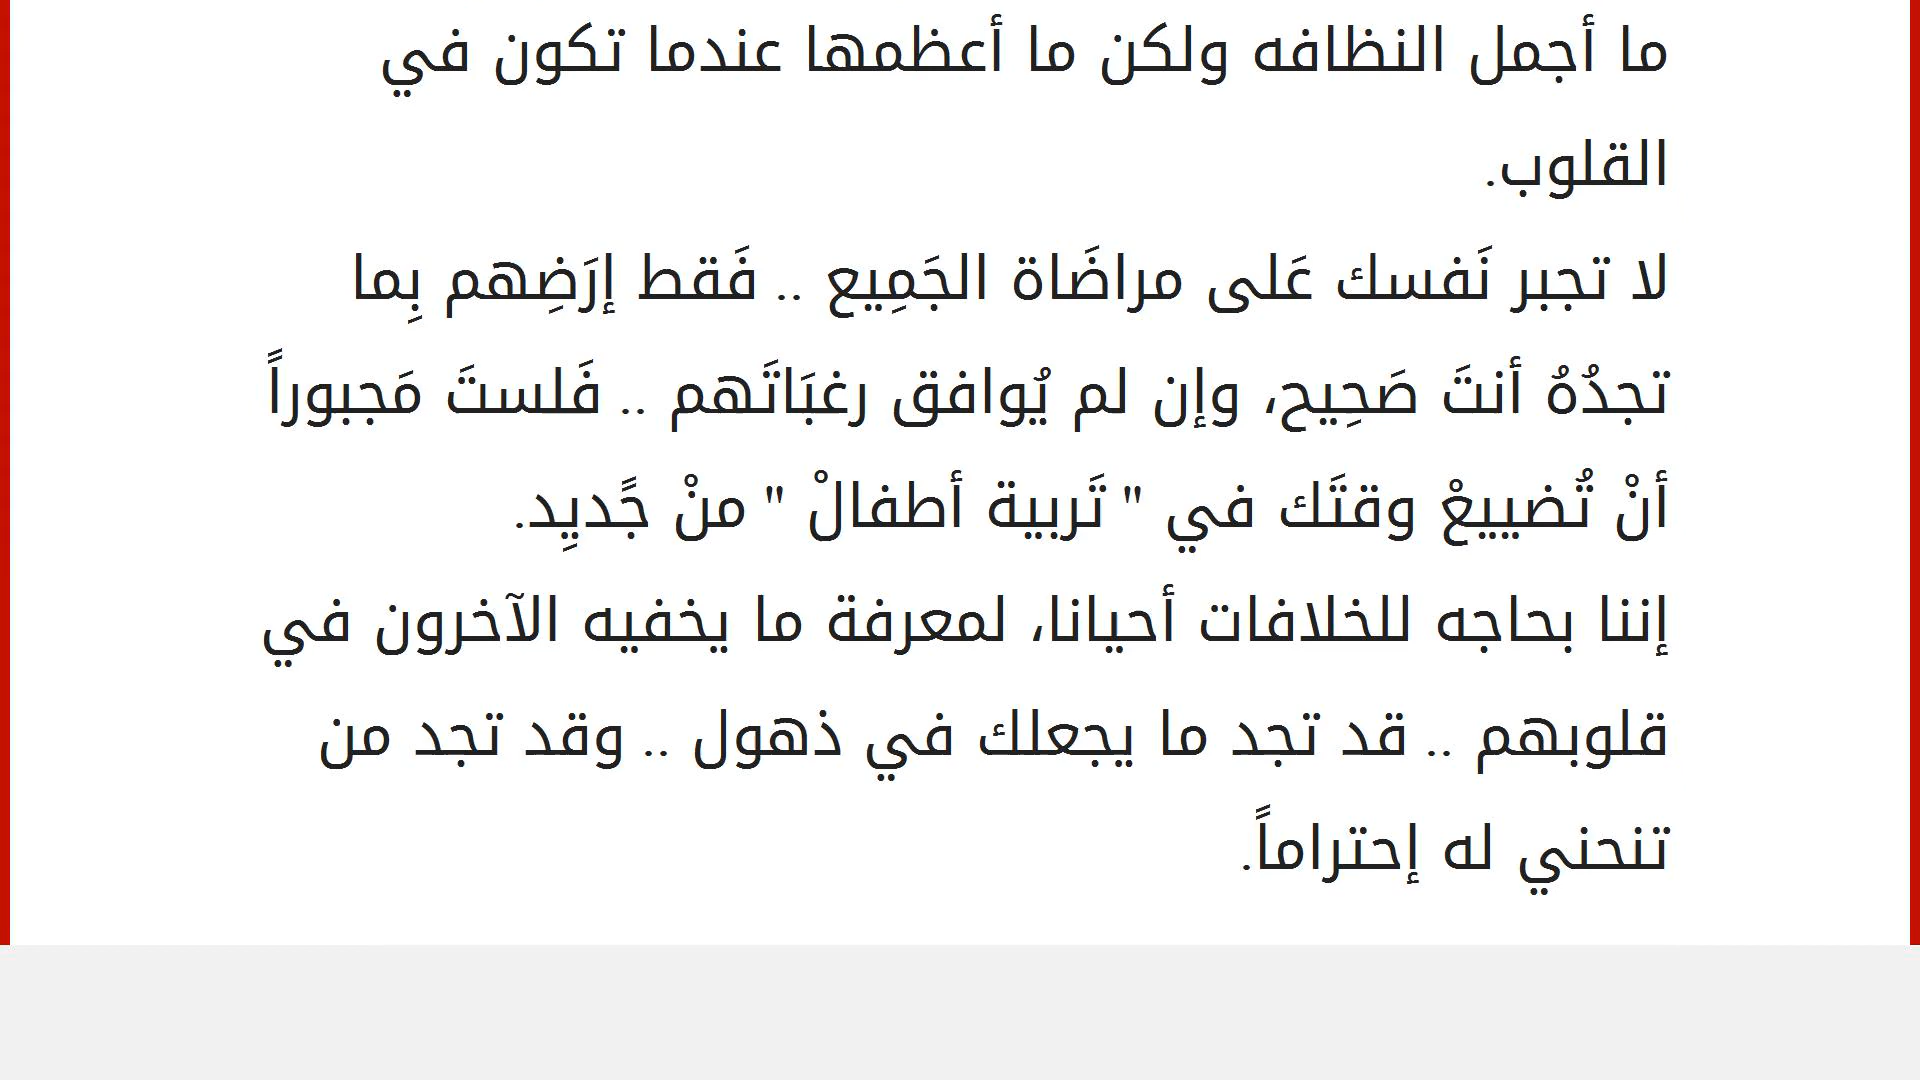 ما أجمل النظافه ولكن ما أعظمها عندما تكون في
القلوب.
لا تجبر نَفسك عَلى مراضَاة الجَمِيع .. فَقط إرَضِهم بِما
تجدُهُ أنتَ صَحِيح، وإن لم يُوافق رغبَاتَهم .. فَلستَ مَجبوراً
أنْ تُضييعْ وقتَك في " تَربية أطفالْ " منْ جًديِد.
إننا بحاجه للخلافات أحيانا، لمعرفة ما يخفيه الآخرون في
قلوبهم .. قد تجد ما يجعلك في ذهول .. وقد تجد من
تنحني له إحتراماً.